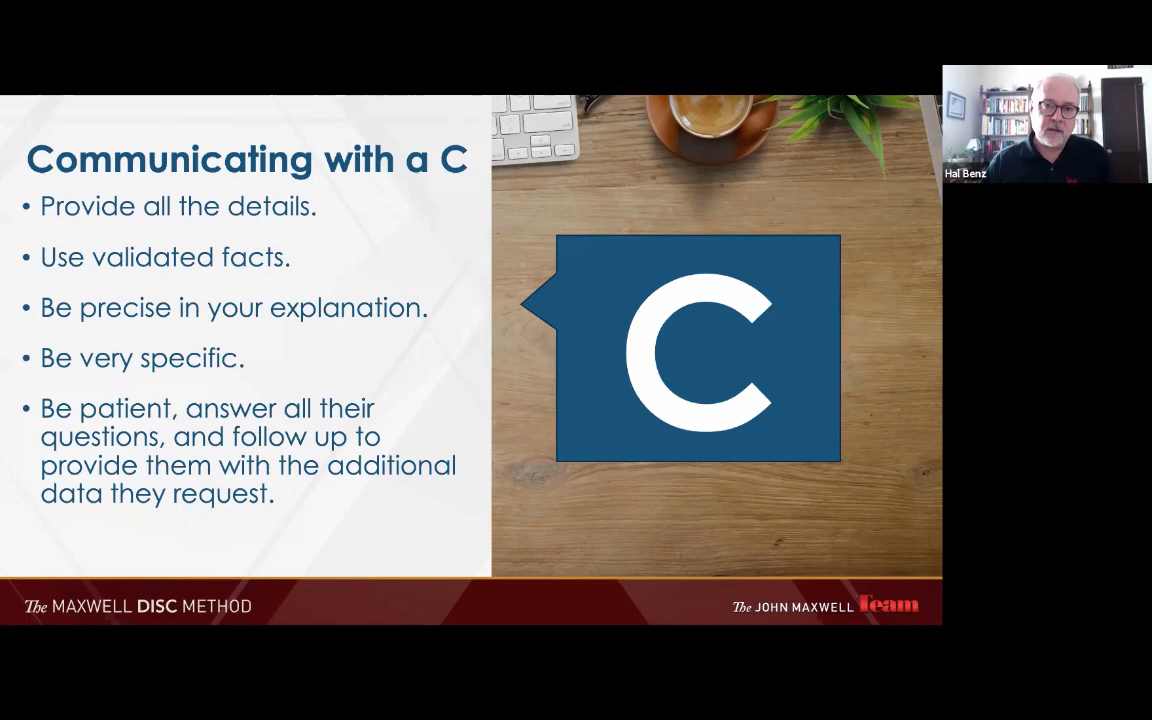 Communicating with a C
• Provide all the details.
• Use validated facts.
• Be precise in your explanation.
• Be very specific.
• Be patient, answer all their
questions, and follow up to
provide them with the additional
data they request.
C
Hal Benz
The MAXWELL DISC METHOD
The JOHN MAXWELL Team